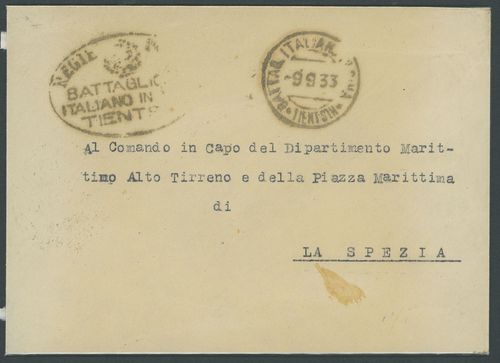 REGIE
BATTAGLIO
ITALIANO IN
TIENTS
BATTAG. ITALIAN.
-9 9 33
*TIENTSIN*
Al Comando in Capo del Dipartimento Marit-
timo Alto Tirreno e della Piazza Marittima
di
LA SPEZIA